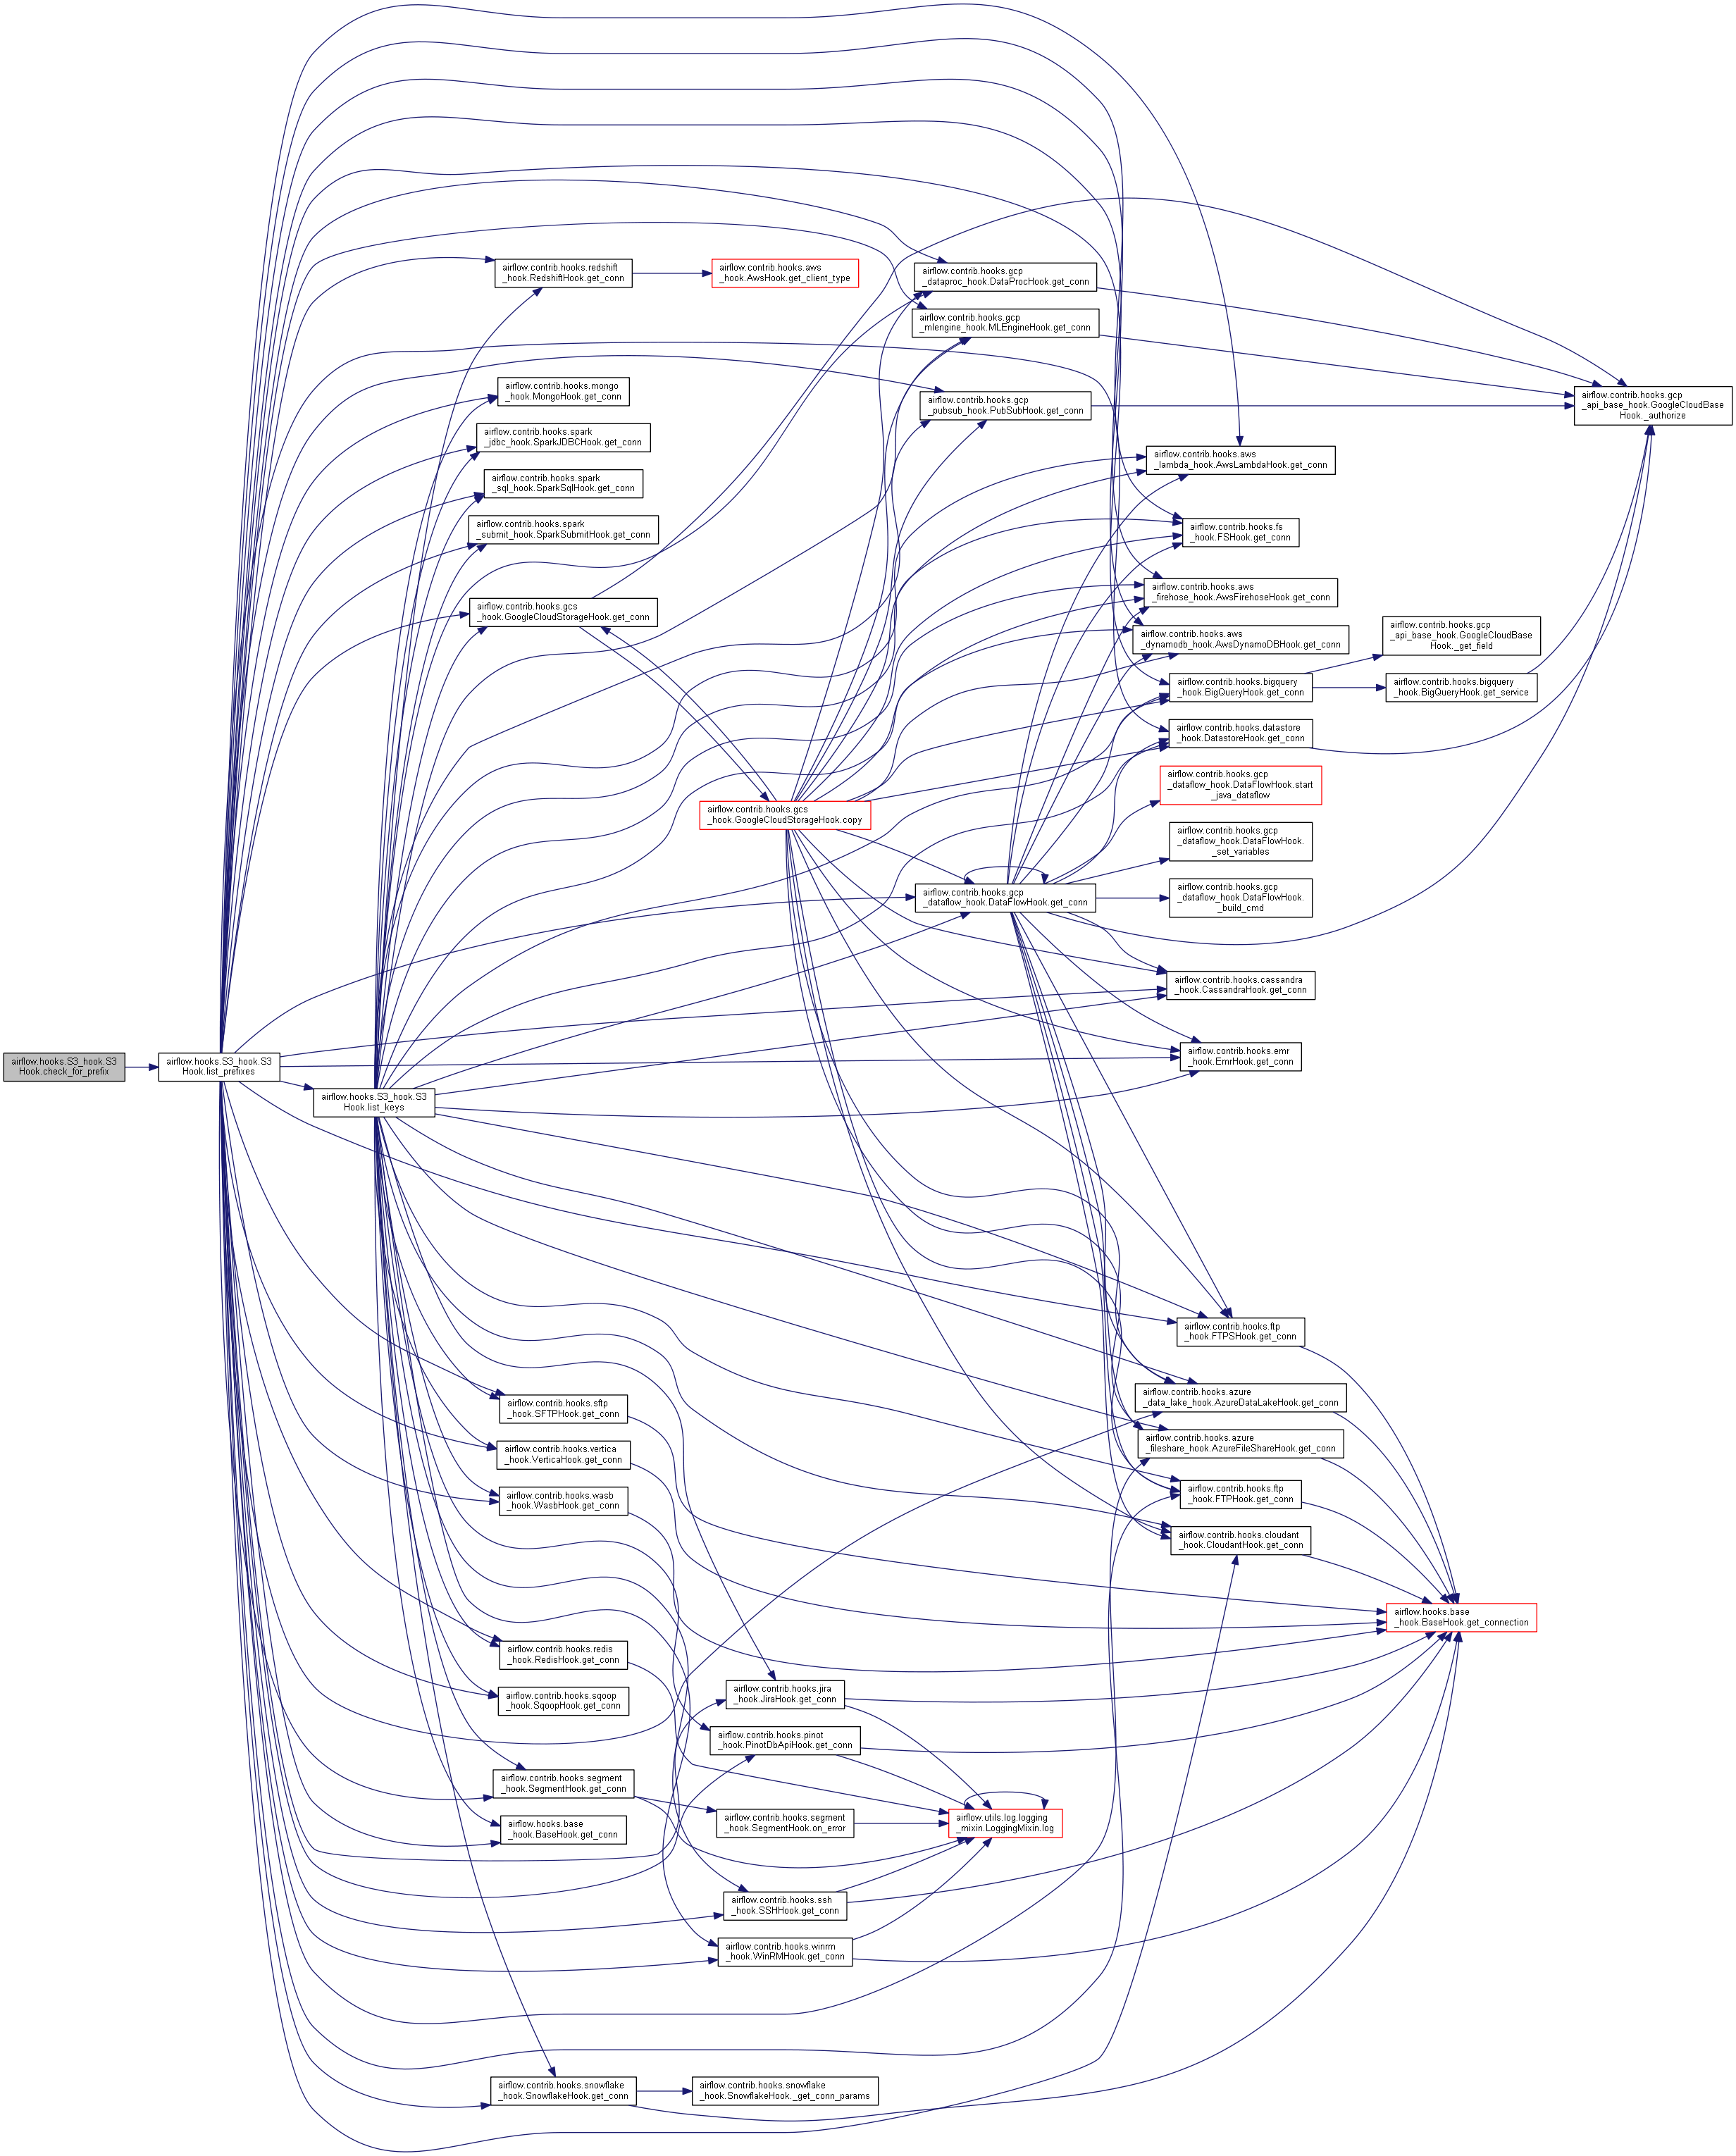 airflow.hooks.S3_hook.S3
Hook.check_for_prefix
airflow.hooks.S3_hook.S3
Hook.list_prefixes
airflow.hooks.S3_hook.S3
Hook.list_keys
airflow.contrib.hooks.redshift
_hook.RedshiftHook.get_conn
airflow.contrib.hooks.aws
_hook.AwsHook.get_client_type
airflow.contrib.hooks.mongo
_hook.MongoHook.get_conn
airflow.contrib.hooks.spark
_jdbc_hook.SparkJDBCHook.get_conn
airflow.contrib.hooks.spark
_sql_hook.SparkSqlHook.get_conn
airflow.contrib.hooks.spark
_submit_hook.SparkSubmitHook.get_conn
airflow.contrib.hooks.gcs
_hook.GoogleCloudStorageHook.get_conn
airflow.contrib.hooks.gcs
_hook.GoogleCloudStorageHook.copy
airflow.contrib.hooks.gcp
_dataproc_hook.DataProcHook.get_conn
airflow.contrib.hooks.gcp
_mlengine_hook.MLEngineHook.get_conn
airflow.contrib.hooks.gcp
_pubsub_hook.PubSubHook.get_conn
airflow.contrib.hooks.gcp
_api_base_hook.GoogleCloudBase
Hook._authorize
airflow.contrib.hooks.aws
_lambda_hook.AwsLambdaHook.get_conn
airflow.contrib.hooks.fs
_hook.FSHook.get_conn
airflow.contrib.hooks.aws
_firehose_hook.AwsFirehoseHook.get_conn
airflow.contrib.hooks.aws
_dynamodb_hook.AwsDynamoDBHook.get_conn
airflow.contrib.hooks.gcp
_api_base_hook.GoogleCloudBase
Hook._get_field
airflow.contrib.hooks.bigquery
_hook.BigQueryHook.get_conn
airflow.contrib.hooks.bigquery
_hook.BigQueryHook.get_service
airflow.contrib.hooks.datastore
_hook.DatastoreHook.get_conn
airflow.contrib.hooks.gcp
_dataflow_hook.DataFlowHook.start
_java_dataflow
airflow.contrib.hooks.gcp
_dataflow_hook.DataFlowHook.
_set_variables
airflow.contrib.hooks.gcp
_dataflow_hook.DataFlowHook.get_conn
airflow.contrib.hooks.gcp
_dataflow_hook.DataFlowHook.
_build_cmd
airflow.contrib.hooks.cassandra
_hook.CassandraHook.get_conn
airflow.contrib.hooks.emr
_hook.EmrHook.get_conn
airflow.contrib.hooks.ftp
_hook.FTPSHook.get_conn
airflow.contrib.hooks.azure
_data_lake_hook.AzureDataLakeHook.get_conn
airflow.contrib.hooks.azure
_fileshare_hook.AzureFileShareHook.get_conn
airflow.contrib.hooks.ftp
_hook.FTPHook.get_conn
airflow.contrib.hooks.cloudant
_hook.CloudantHook.get_conn
airflow.hooks.base
_hook.BaseHook.get_connection
airflow.contrib.hooks.sftp
_hook.SFTPHook.get_conn
airflow.contrib.hooks.vertica
_hook.VerticaHook.get_conn
airflow.contrib.hooks.wasb
_hook.WasbHook.get_conn
airflow.contrib.hooks.redis
_hook.RedisHook.get_conn
airflow.contrib.hooks.sqoop
_hook.SqoopHook.get_conn
airflow.contrib.hooks.jira
_hook.JiraHook.get_conn
airflow.contrib.hooks.pinot
_hook.PinotDbApiHook.get_conn
airflow.contrib.hooks.segment
_hook.SegmentHook.get_conn
airflow.contrib.hooks.segment
_hook.SegmentHook.on_error
airflow.utils.log.logging
_mixin.LoggingMixin.log
airflow.hooks.base
_hook.BaseHook.get_conn
airflow.contrib.hooks.ssh
_hook.SSHHook.get_conn
airflow.contrib.hooks.winrm
_hook.WinRMHook.get_conn
airflow.contrib.hooks.snowflake
_hook.SnowflakeHook.get_conn
airflow.contrib.hooks.snowflake
_hook.SnowflakeHook._get_conn_params